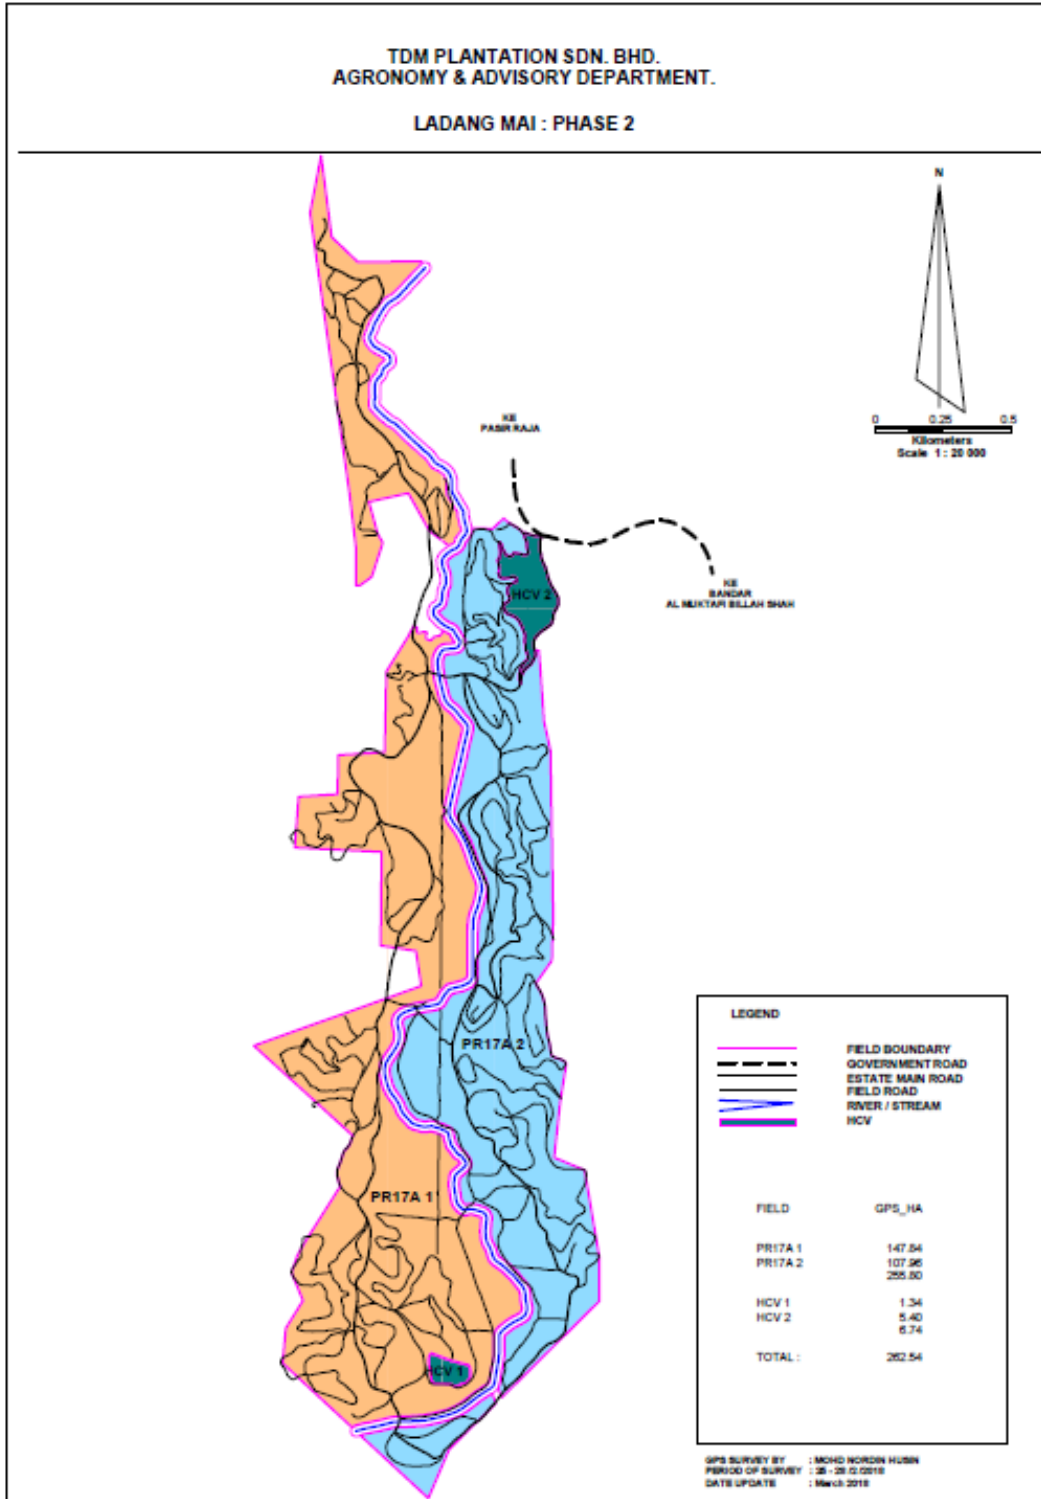 TDM PLANTATION SDN. BHD.
AGRONOMY & ADVISORY DEPARTMENT.
LADANG MAI : PHASE 2
N
0 0.25 0.5
Kilometers
Scale 1 : 20 000
KE
PASIR RAJA
KE
BANDAR
AL MUKTAFI BILLAH SHAH
HCV 2
PR17A 2
PR17A 1
HCV 1
LEGEND
FIELD BOUNDARY
GOVERNMENT ROAD
ESTATE MAIN ROAD
FIELD ROAD
RIVER / STREAM
HCV
FIELD GPS_HA
PR17A 1 147.84
PR17A 2 107.96
255.80
HCV 1 1.34
HCV 2 5.40
6.74
TOTAL : 262.54
GPS SURVEY BY : MOHD NORDIN HUSIN
PERIOD OF SURVEY :
DATE UPDATE : March 2018